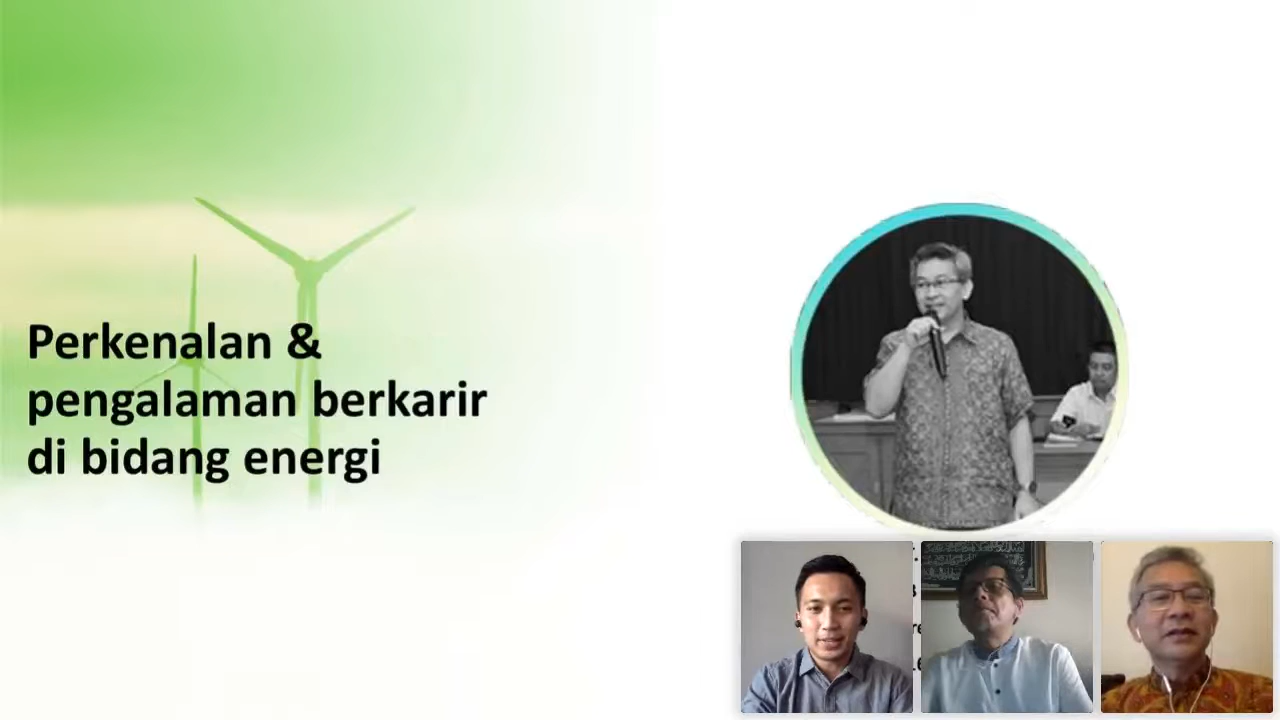 Perkenalan &
pengalaman berkarir
di bidang energi